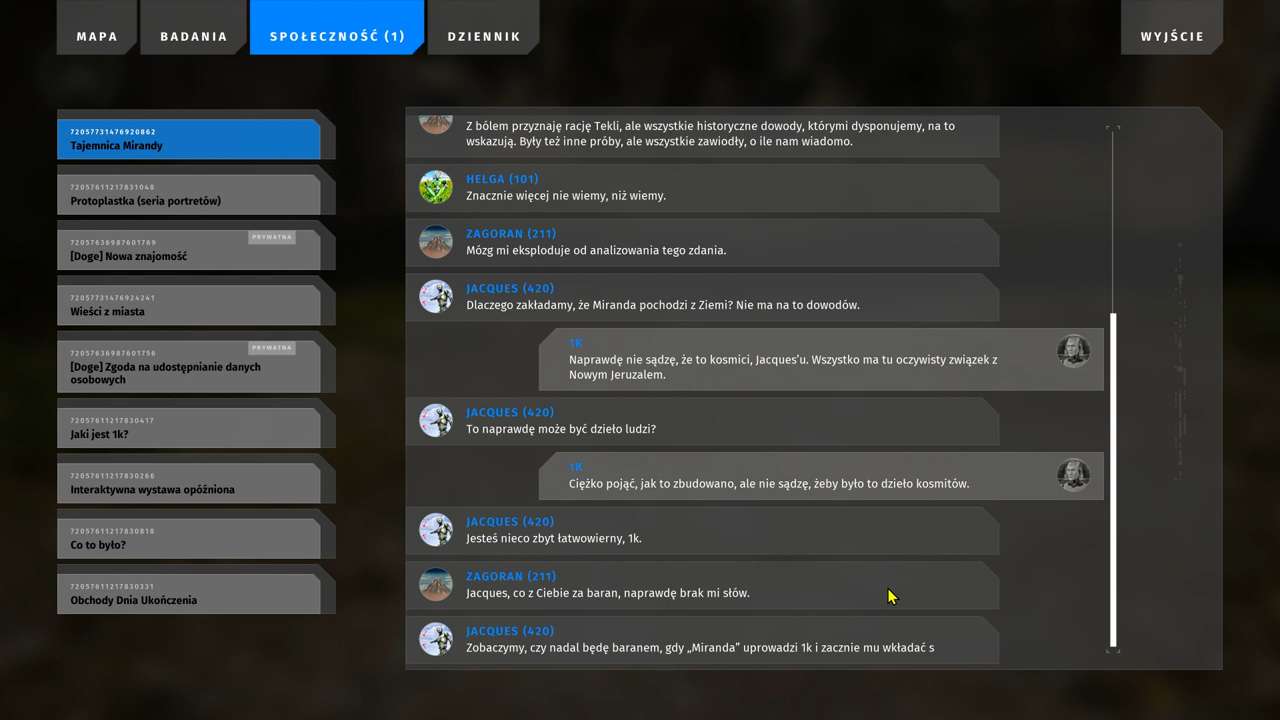 MAPA
BADANIA
SPOŁECZNOŚĆ (1)
DZIENNIK
WYJŚCIE
72057731476920862
Tajemnica Mirandy
72057611217831048
Protoplastka (seria portretów)
PRYWATNA
72057636987601769
[Doge] Nowa znajomość
72057731476924241
Wieści z miasta
PRYWATNA
72057636987601756
[Doge] Zgoda na udostępnianie danych
osobowych
72057611217830417
Jaki jest 1k?
72057611217830266
Interaktywna wystawa opóźniona
72057611217830818
Co to było?
72057611217830331
Obchody Dnia Ukończenia
Z bólem przyznaję rację Tekli, ale wszystkie historyczne dowody, którymi dysponujemy, na to
wskazują. Były też inne próby, ale wszystkie zawiodły, o ile nam wiadomo.
HELGA (101)
Znacznie więcej nie wiemy, niż wiemy.
ZAGORAN (211)
Mózg mi eksploduje od analizowania tego zdania.
JACQUES (420)
Dlaczego zakładamy, że Miranda pochodzi z Ziemi? Nie ma na to dowodów.
1K
Naprawdę nie sądzę, że to kosmici, Jacques'u. Wszystko ma tu oczywisty związek z
Nowym Jeruzalem.
JACQUES (420)
To naprawdę może być dzieło ludzi?
1K
Ciężko pojąć, jak to zbudowano, ale nie sądzę, żeby było to dzieło kosmitów.
JACQUES (420)
Jesteś nieco zbyt łatwowierny, 1k.
ZAGORAN (211)
Jacques, co z Ciebie za baran, naprawdę brak mi słów.
JACQUES (420)
Zobaczymy, czy nadal będę baranem, gdy „Miranda” uprowadzi 1k i zacznie mu wkładać s